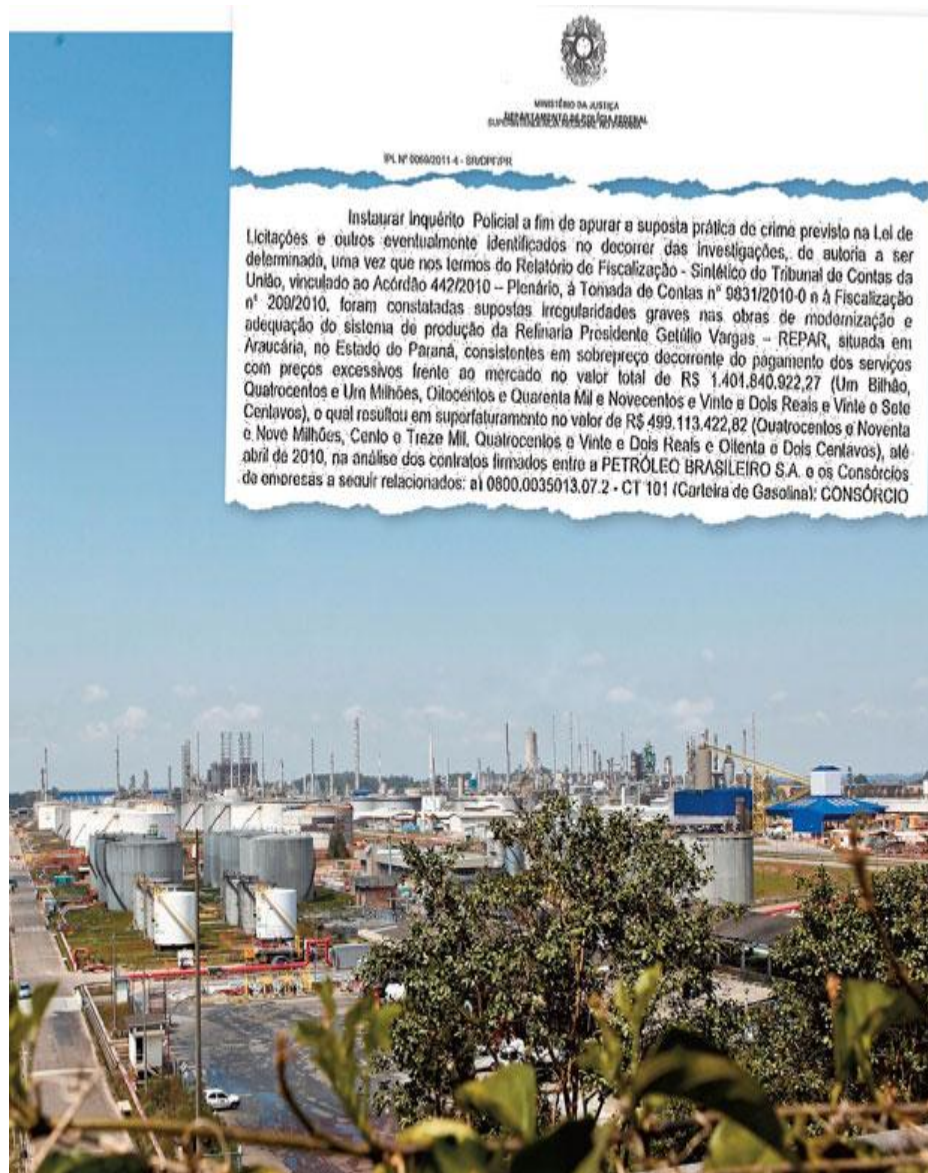 MINISTÉRIO DA JUSTIÇA
DEPARTAMENTO DE POLÍCIA FEDERAL
SUPERINTENDÊNCIA REGIONAL NO PARANÁ
IPL Nº 0069/2011-4 - SR/DPF/PR
Instaurar Inquérito Policial a fim de apurar a suposta prática de crime previsto na Lei de
Licitações e outros eventualmente identificados no decorrer das investigações, de autoria a ser
determinada, uma vez que nos termos do Relatório de Fiscalização - Sintético do Tribunal de Contas da
União, vinculado ao Acórdão 442/2010 – Plenário, à Tomada de Contas nº 9831/2010-0 e à Fiscalização
nº 209/2010, foram constatadas supostas irregularidades graves nas obras de modernização e
adequação do sistema de produção da Refinaria Presidente Getúlio Vargas – REPAR, situada em
Araucária, no Estado do Paraná, consistentes em sobrepreço decorrente do pagamento dos serviços
com preços excessivos frente ao mercado no valor total de R$ 1.401.840.922,27 (Um Bilhão,
Quatrocentos e Um Milhões, Oitocentos e Quarenta Mil e Novecentos e Vinte e Dois Reais e Vinte e Sete
Centavos), o qual resultou em superfaturamento no valor de R$ 499.113.422,82 (Quatrocentos e Noventa
e Nove Milhões, Cento e Treze Mil, Quatrocentos e Vinte e Dois Reais e Oitenta e Dois Centavos), até
abril de 2010, na análise dos contratos firmados entre a PETRÓLEO BRASILEIRO S.A. e os Consórcios
de empresas a seguir relacionados: a) 0800.0035013.07.2 - CT 101 (Carteira de Gasolina): CONSÓRCIO